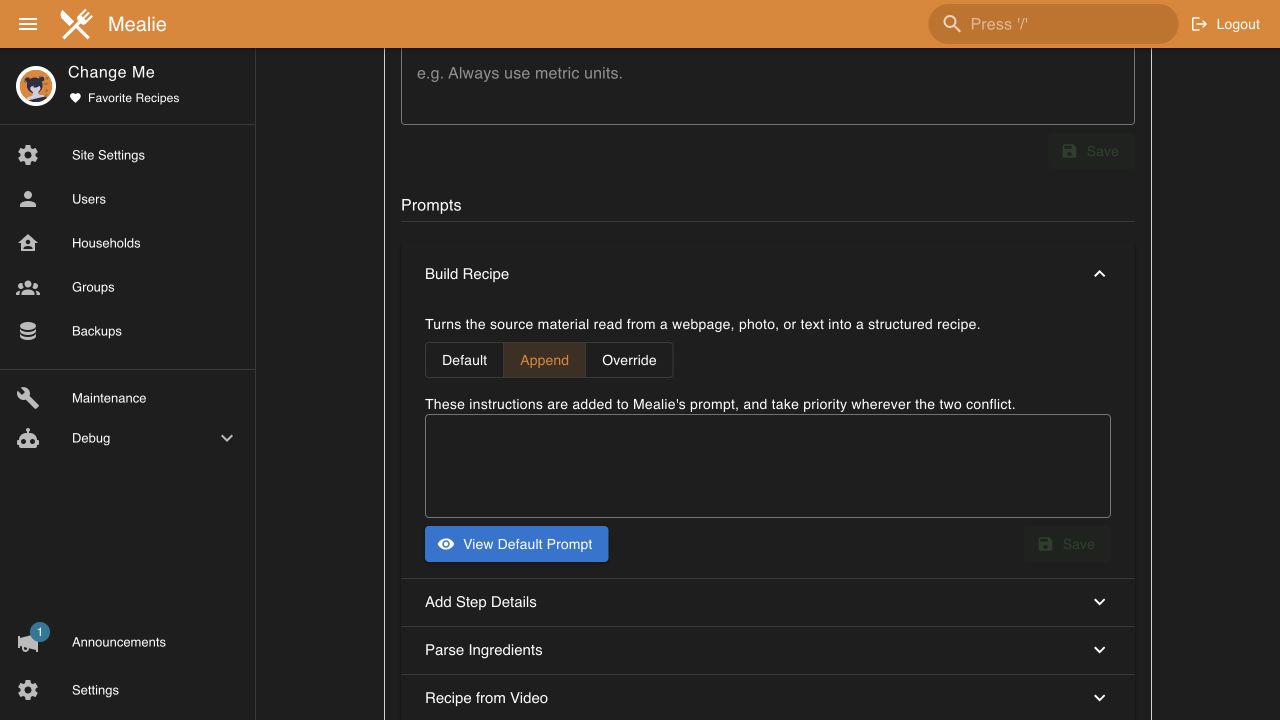 Mealie
Press '/'
Logout
Change Me
Favorite Recipes
Site Settings
Users
Households
Groups
Backups
Maintenance
Debug
1
Announcements
Settings
e.g. Always use metric units.
Save
Prompts
Build Recipe
Turns the source material read from a webpage, photo, or text into a structured recipe.
Default Append Override
These instructions are added to Mealie's prompt, and take priority wherever the two conflict.
View Default Prompt
Save
Add Step Details
Parse Ingredients
Recipe from Video